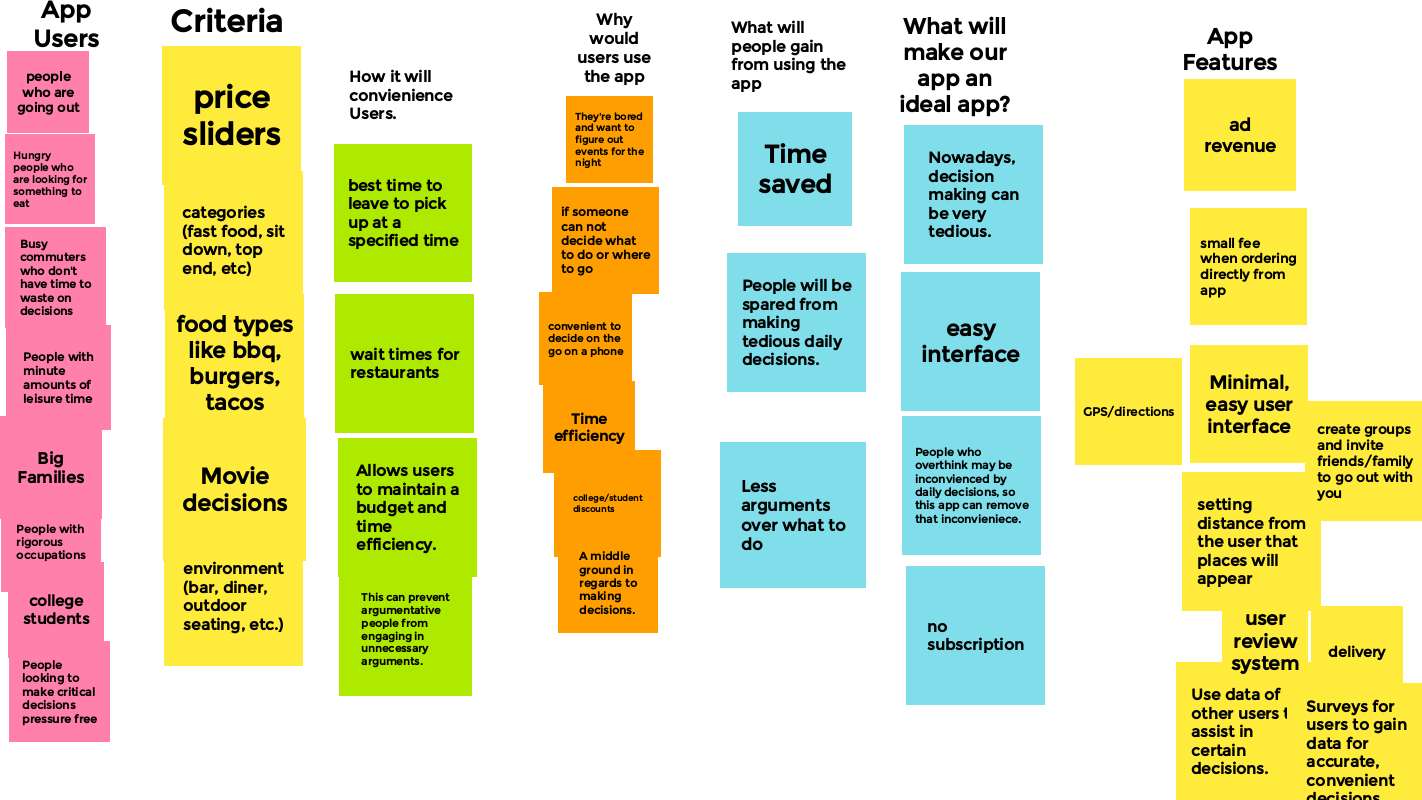 App
Users
people
who are
going out
Hungry
people who
are looking for
something to
eat
Busy
commuters
who don't
have time to
waste on
decisions
People with
minute
amounts of
leisure time
Big
Families
People with
rigorous
occupations
college
students
People
looking to
make critical
decisions
pressure free
Criteria
price
sliders
categories
(fast food, sit
down, top
end, etc)
food types
like bbq,
burgers,
tacos
Movie
decisions
environment
(bar, diner,
outdoor
seating, etc.)
How it will
convienience
Users.
best time to
leave to pick
up at a
specified time
wait times for
restaurants
Allows users
to maintain a
budget and
time
efficiency.
This can prevent
argumentative
people from
engaging in
unnecessary
arguments.
Why
would
users use
the app
They're bored
and want to
figure out
events for the
night
if someone
can not
decide what
to do or where
to go
convenient to
decide on the
go on a phone
Time
efficiency
college/student
discounts
A middle
ground in
regards to
making
decisions.
What will
people gain
from using the
app
Time
saved
People will be
spared from
making
tedious daily
decisions.
Less
arguments
over what to
do
What will
make our
app an
ideal app?
Nowadays,
decision
making can
be very
tedious.
easy
interface
People who
overthink may be
inconvienced by
daily decisions, so
this app can remove
that inconvieniece.
no
subscription
App
Features
ad
revenue
small fee
when ordering
directly from
app
GPS/directions
Minimal,
easy user
interface
create groups
and invite
friends/family
to go out with
you
setting
distance from
the user that
places will
appear
user
review
system
delivery
Use data of
other users
assist in
certain
decisions.
Surveys for
users to gain
data for
accurate,
convenient
decisions